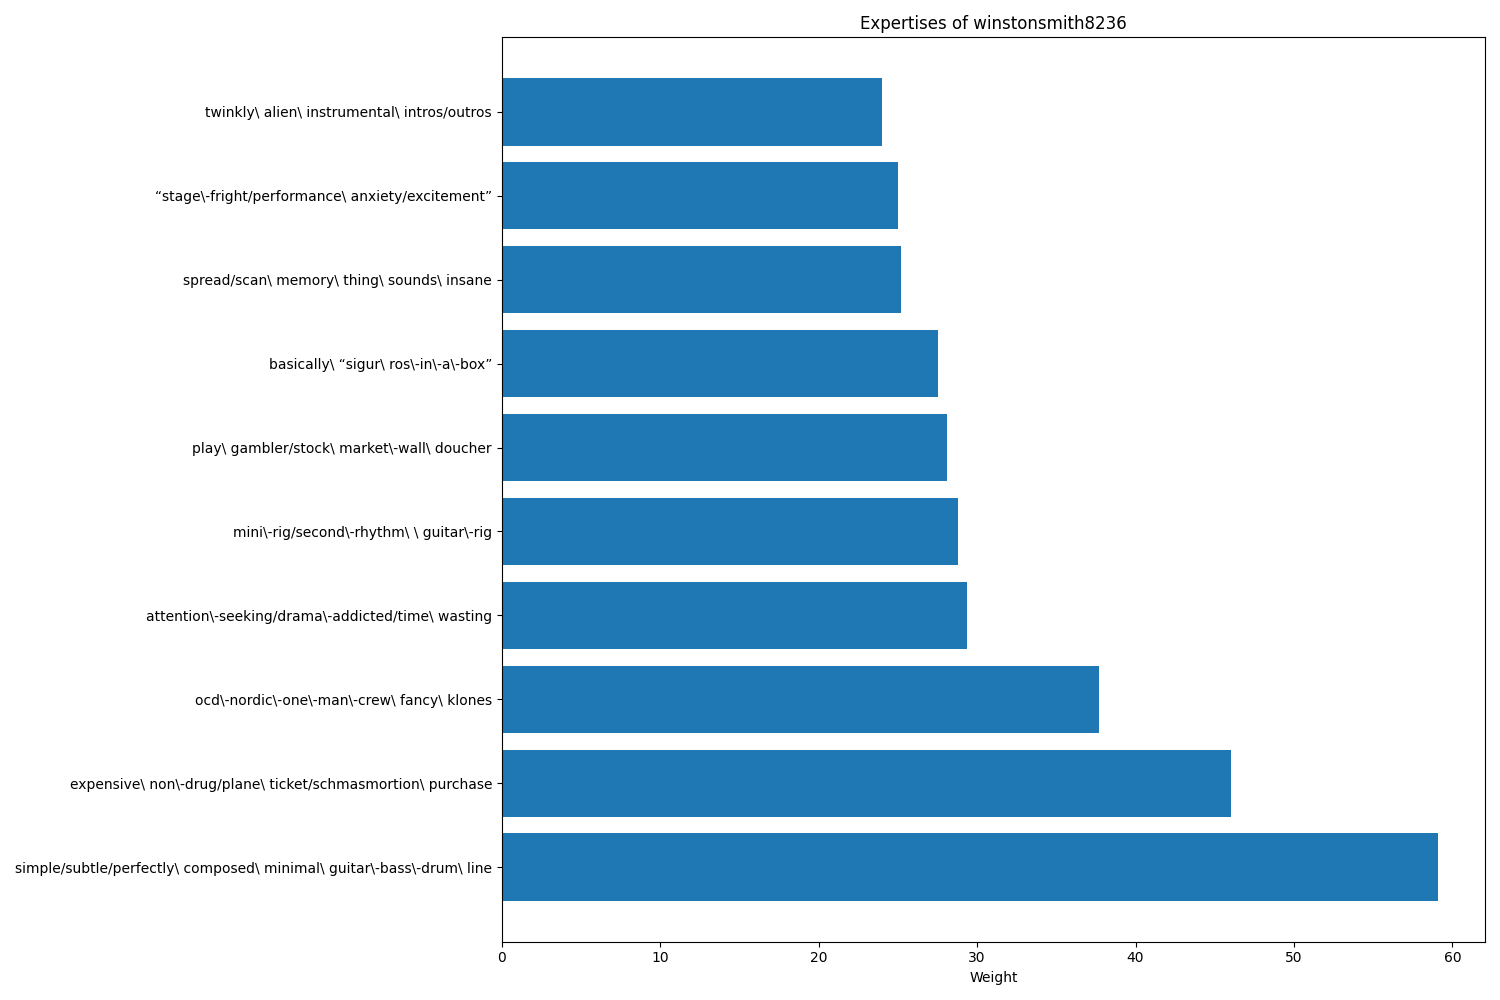 Expertises of winstonsmith8236
twinkly\ alien\ instrumental\ intros/outros
“stage\-fright/performance\ anxiety/excitement”
spread/scan\ memory\ thing\ sounds\ insane
basically\ “sigur\ ros\-in\-a\-box”
play\ gambler/stock\ market\-wall\ doucher
mini\-rig/second\-rhythm\ \ guitar\-rig
attention\-seeking/drama\-addicted/time\ wasting
ocd\-nordic\-one\-man\-crew\ fancy\ klones
expensive\ non\-drug/plane\ ticket/schmasmortion\ purchase
simple/subtle/perfectly\ composed\ minimal\ guitar\-bass\-drum\ line
0 10 20 30 40 50 60
Weight